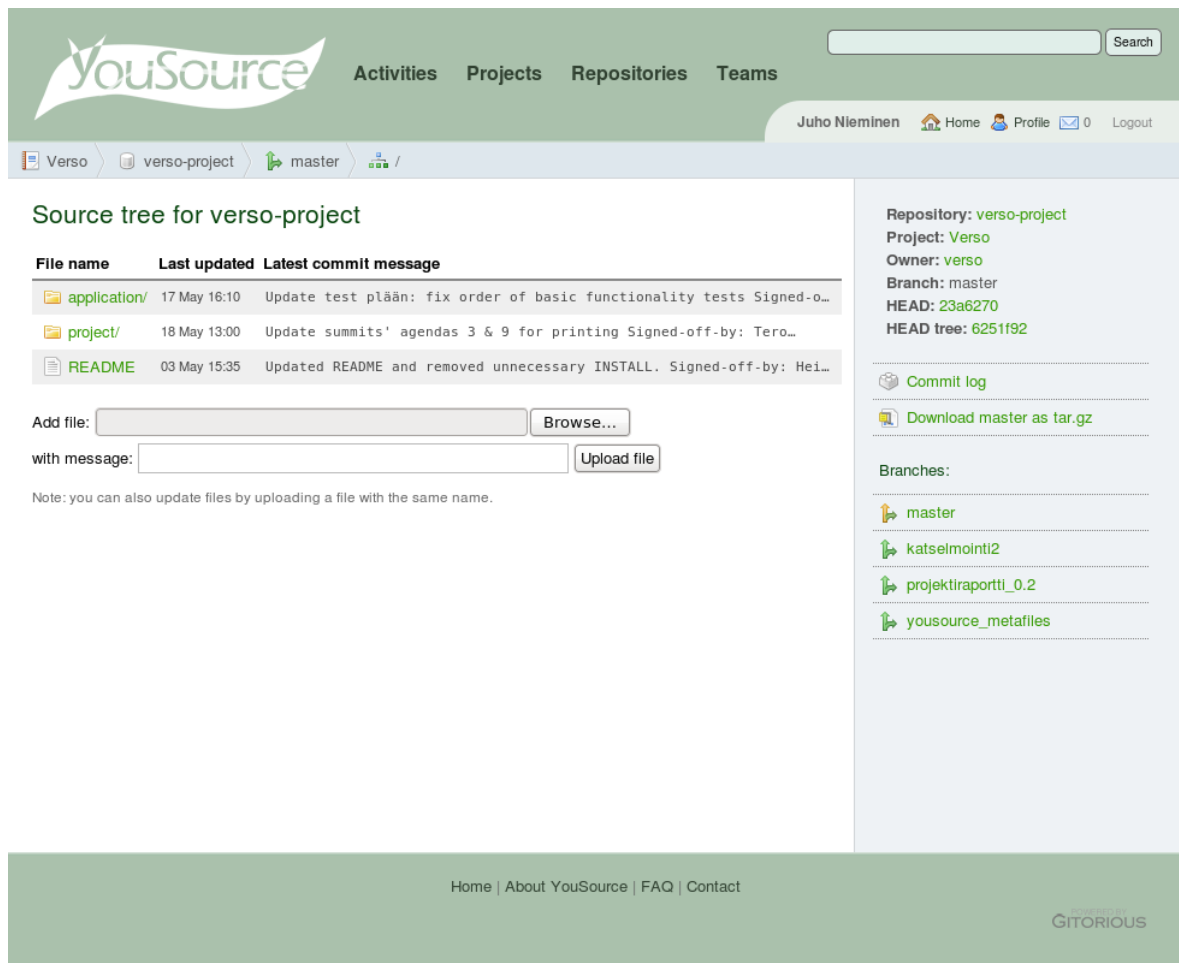 YouSource
Search
Activities Projects Repositories Teams
Juho Nieminen Home Profile 0 Logout
Verso verso-project master /
Source tree for verso-project
File name Last updated Latest commit message
application/ 17 May 16:10 Update test plään: fix order of basic functionality tests Signed-o…
project/ 18 May 13:00 Update summits' agendas 3 & 9 for printing Signed-off-by: Tero…
README 03 May 15:35 Updated README and removed unnecessary INSTALL. Signed-off-by: Hei…
Add file: Browse...
with message: Upload file
Note: you can also update files by uploading a file with the same name.
Repository: verso-project
Project: Verso
Owner: verso
Branch: master
HEAD: 23a6270
HEAD tree: 6251f92
Commit log
Download master as tar.gz
Branches:
master
katselmointi2
projektiraportti_0.2
yousource_metafiles
Home | About YouSource | FAQ | Contact
POWERED BY
GITORIOUS